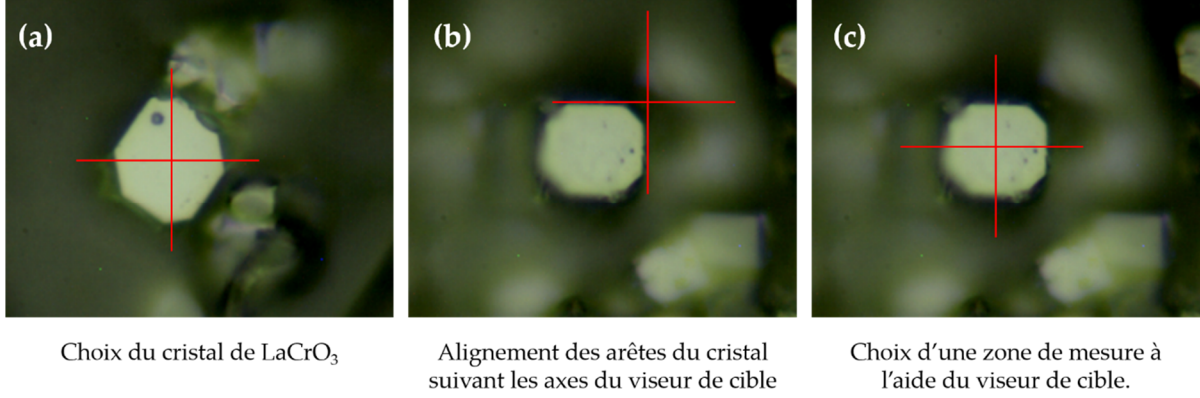 (a)
(b)
(c)
Choix du cristal de LaCrO₃
Alignement des arêtes du cristal
suivant les axes du viseur de cible
Choix d’une zone de mesure à
l’aide du viseur de cible.